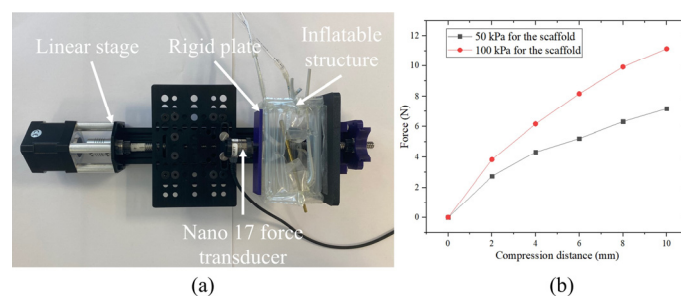 Linear stage
Rigid plate
Inflatable
structure
Nano 17 force
transducer
(a)
50 kPa for the scaffold
100 kPa for the scaffold
Force (N)
12
10
8
6
4
2
0
0 2 4 6 8 10
Compression distance (mm)
(b)